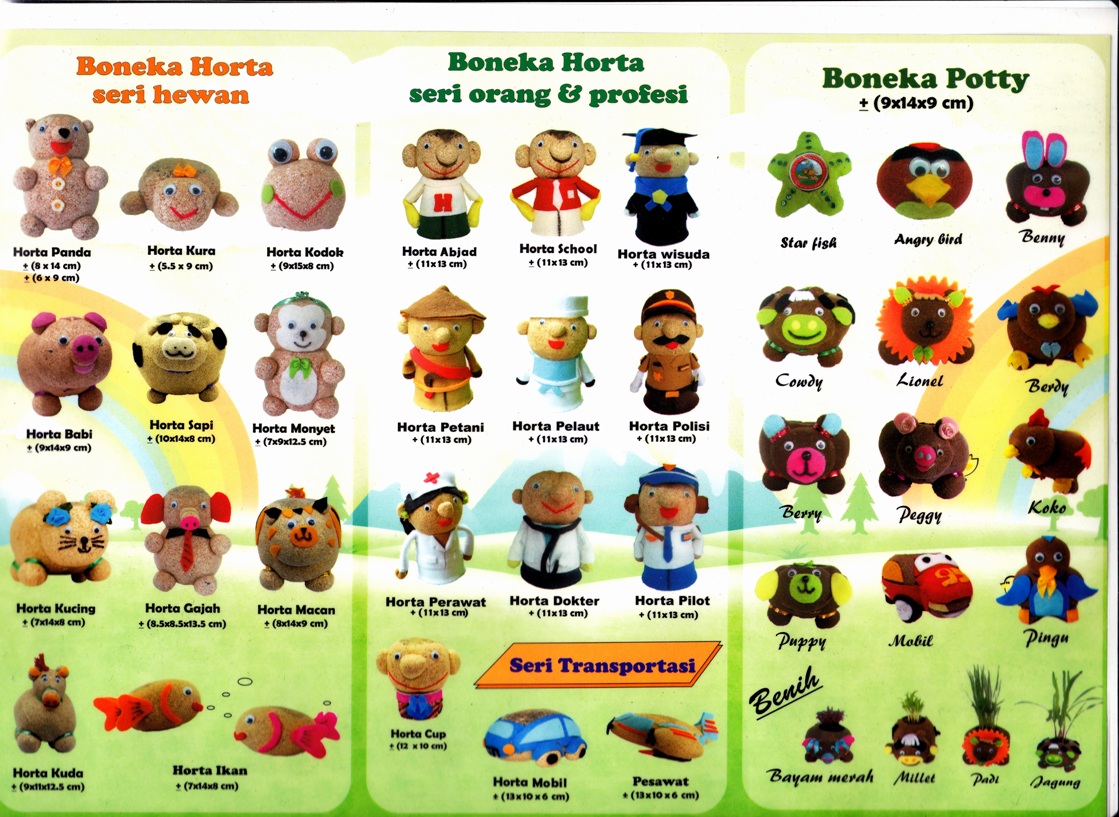 Boneka Horta
seri hewan
Horta Panda
± (8 x 14 cm)
± (6 x 9 cm)
Horta Kura
± (5.5 x 9 cm)
Horta Kodok
± (9x15x8 cm)
Horta Babi
± (9x14x9 cm)
Horta Sapi
± (10x14x8 cm)
Horta Monyet
± (7x9x12.5 cm)
Horta Kucing
± (7x14x8 cm)
Horta Gajah
± (8.5x8.5x13.5 cm)
Horta Macan
± (8x14x9 cm)
Horta Kuda
± (9x11x12.5 cm)
Horta Ikan
± (7x14x8 cm)
Boneka Horta
seri orang & profesi
H
Horta Abjad
± (11x13 cm)
Horta School
± (11x13 cm)
Horta wisuda
± (11x13 cm)
Horta Petani
± (11x13 cm)
Horta Pelaut
± (11x13 cm)
Horta Polisi
± (11x13 cm)
Horta Perawat
± (11x13 cm)
Horta Dokter
± (11x13 cm)
Horta Pilot
± (11x13 cm)
Horta Cup
± (12 x 10 cm)
Seri Transportasi
Horta Mobil
± (13x10x6 cm)
Pesawat
± (13x10x6 cm)
Boneka Potty
± (9x14x9 cm)
Star fish
Angry bird
Benny
Cowdy
Lionel
Berdy
Berry
Peggy
Koko
Puppy
Mobil
Pingu
Benih
Bayam merah
Millet
Padi
Jagung